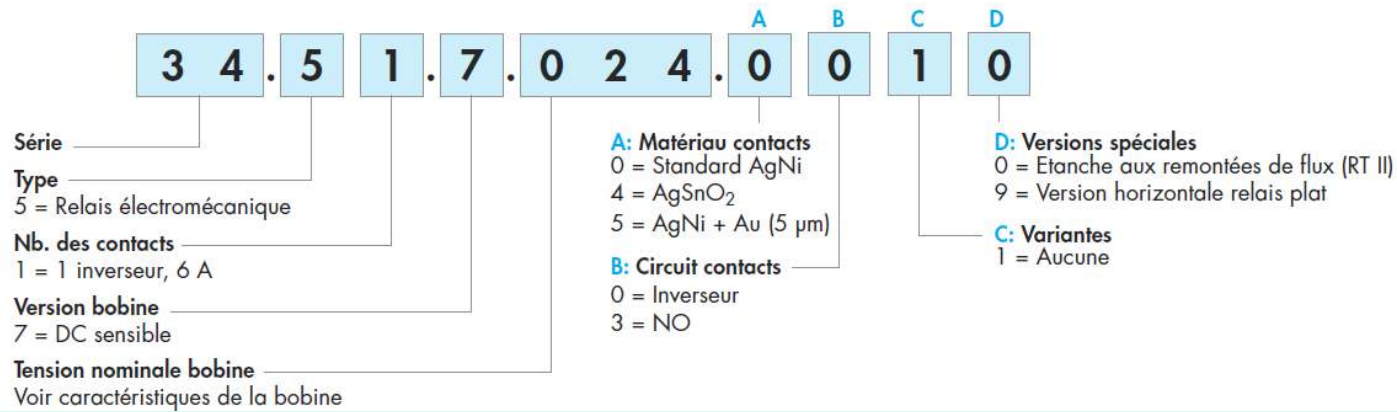 A B C D
3 4 . 5 1 . 7 . 0 2 4 . 0 0 1 0
Série
Type
5 = Relais électromécanique
Nb. des contacts
1 = 1 inverseur, 6 A
Version bobine
7 = DC sensible
Tension nominale bobine
Voir caractéristiques de la bobine
A: Matériau contacts
0 = Standard AgNi
4 = AgSnO₂
5 = AgNi + Au (5 µm)
B: Circuit contacts
0 = Inverseur
3 = NO
D: Versions spéciales
0 = Etanche aux remontées de flux (RT II)
9 = Version horizontale relais plat
C: Variantes
1 = Aucune